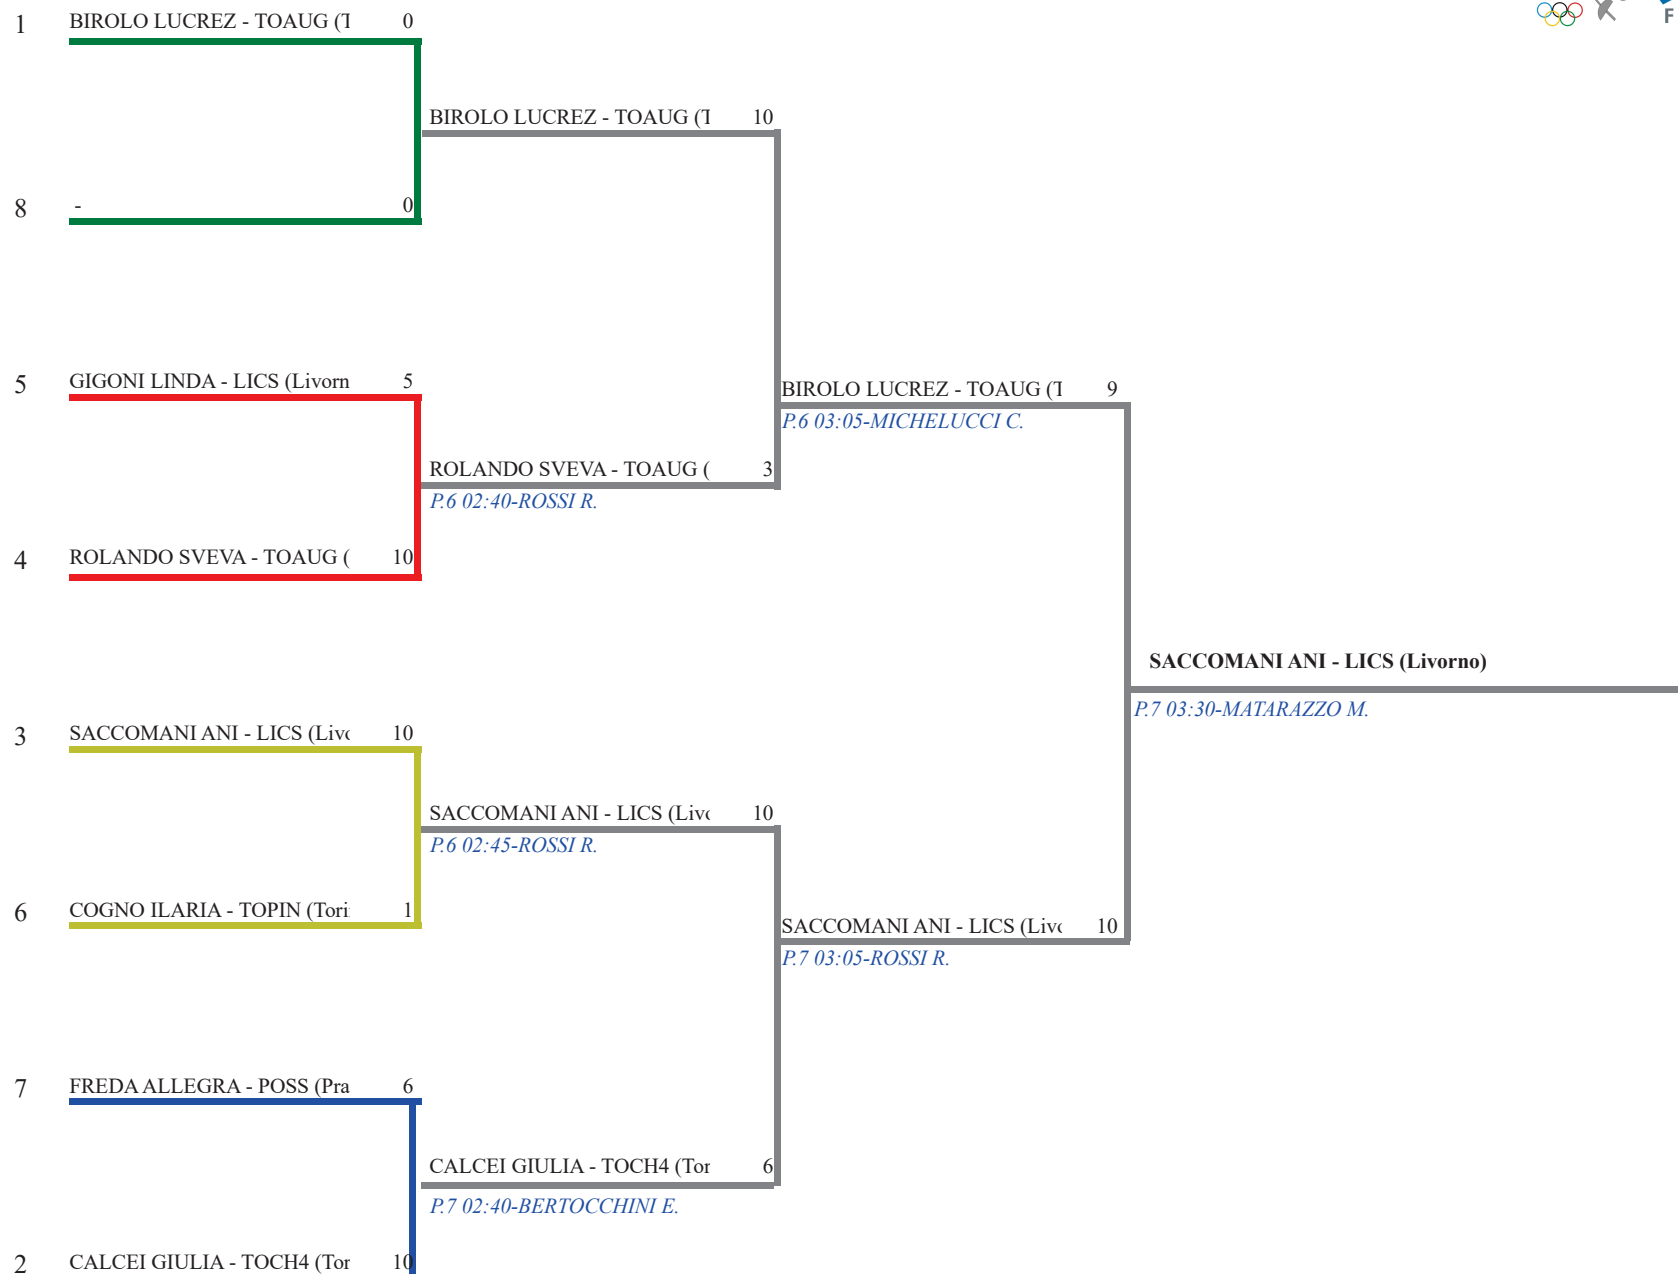 1 BIROLO LUCREZ - TOAUG (T 0
BIROLO LUCREZ - TOAUG (T 10
8 - 0
5 GIGONI LINDA - LICS (Livorn 5
BIROLO LUCREZ - TOAUG (T 9
P.6 03:05-MICHELUCCI C.
ROLANDO SVEVA - TOAUG ( 3
P.6 02:40-ROSSI R.
4 ROLANDO SVEVA - TOAUG ( 10
SACCOMANI ANI - LICS (Livorno)
P.7 03:30-MATARAZZO M.
3 SACCOMANI ANI - LICS (Livo 10
SACCOMANI ANI - LICS (Livo 10
P.6 02:45-ROSSI R.
6 COGNO ILARIA - TOPIN (Tori 1
SACCOMANI ANI - LICS (Livo 10
P.7 03:05-ROSSI R.
7 FREDA ALLEGRA - POSS (Pra 6
CALCEI GIULIA - TOCH4 (Tor 6
P.7 02:40-BERTOCCHINI E.
2 CALCEI GIULIA - TOCH4 (Tor 10